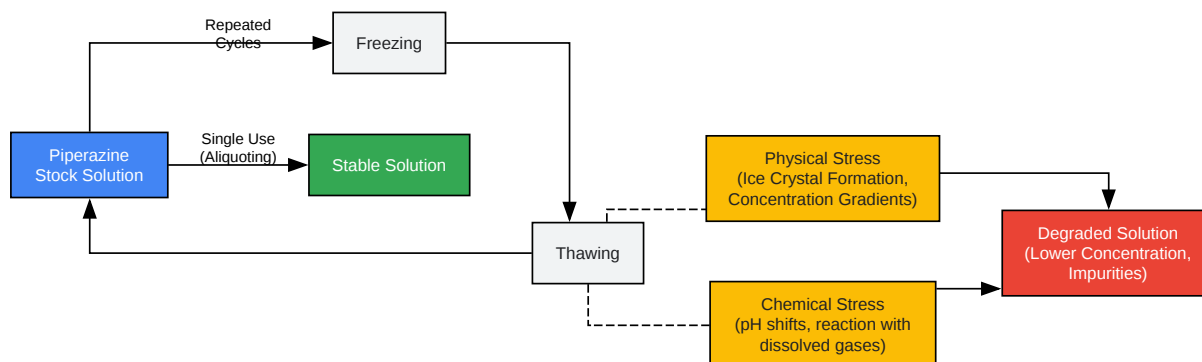 Repeated
Cycles
Freezing
Piperazine
Stock Solution
Single Use
(Aliquoting)
Stable Solution
Physical Stress
(Ice Crystal Formation,
Concentration Gradients)
Thawing
Degraded Solution
(Lower Concentration,
Impurities)
Chemical Stress
(pH shifts, reaction with
dissolved gases)